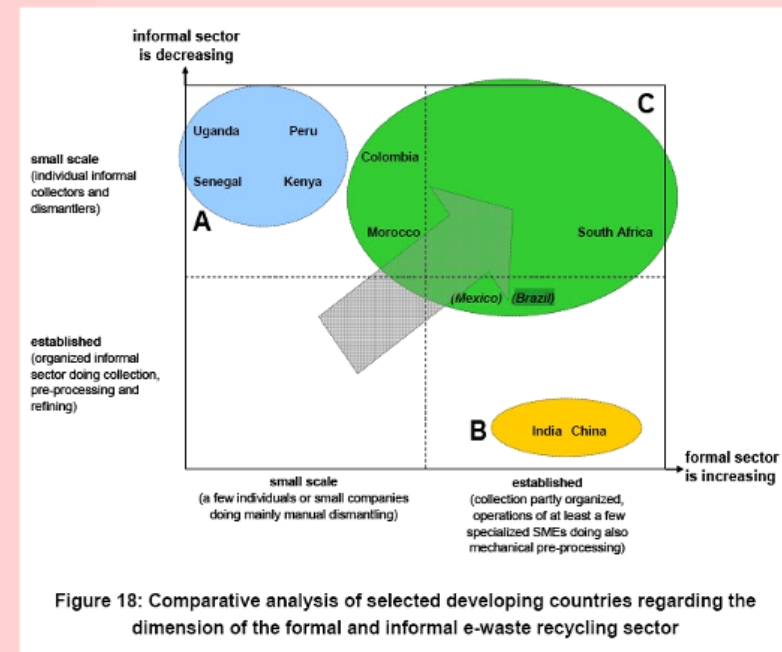 informal sector
is decreasing
C
Uganda Peru
small scale
(individual informal
collectors and
dismantlers)
Colombia
Senegal Kenya
A
Morocco
South Africa
(Mexico) (Brazil)
established
(organized informal
sector doing collection,
pre-processing and
refining)
B
India China
formal sector
is increasing
small scale
(a few individuals or small companies
doing mainly manual dismantling)
established
(collection partly organized,
operations of at least a few
specialized SMEs doing also
mechanical pre-processing)
Figure 18: Comparative analysis of selected developing countries regarding the
dimension of the formal and informal e-waste recycling sector